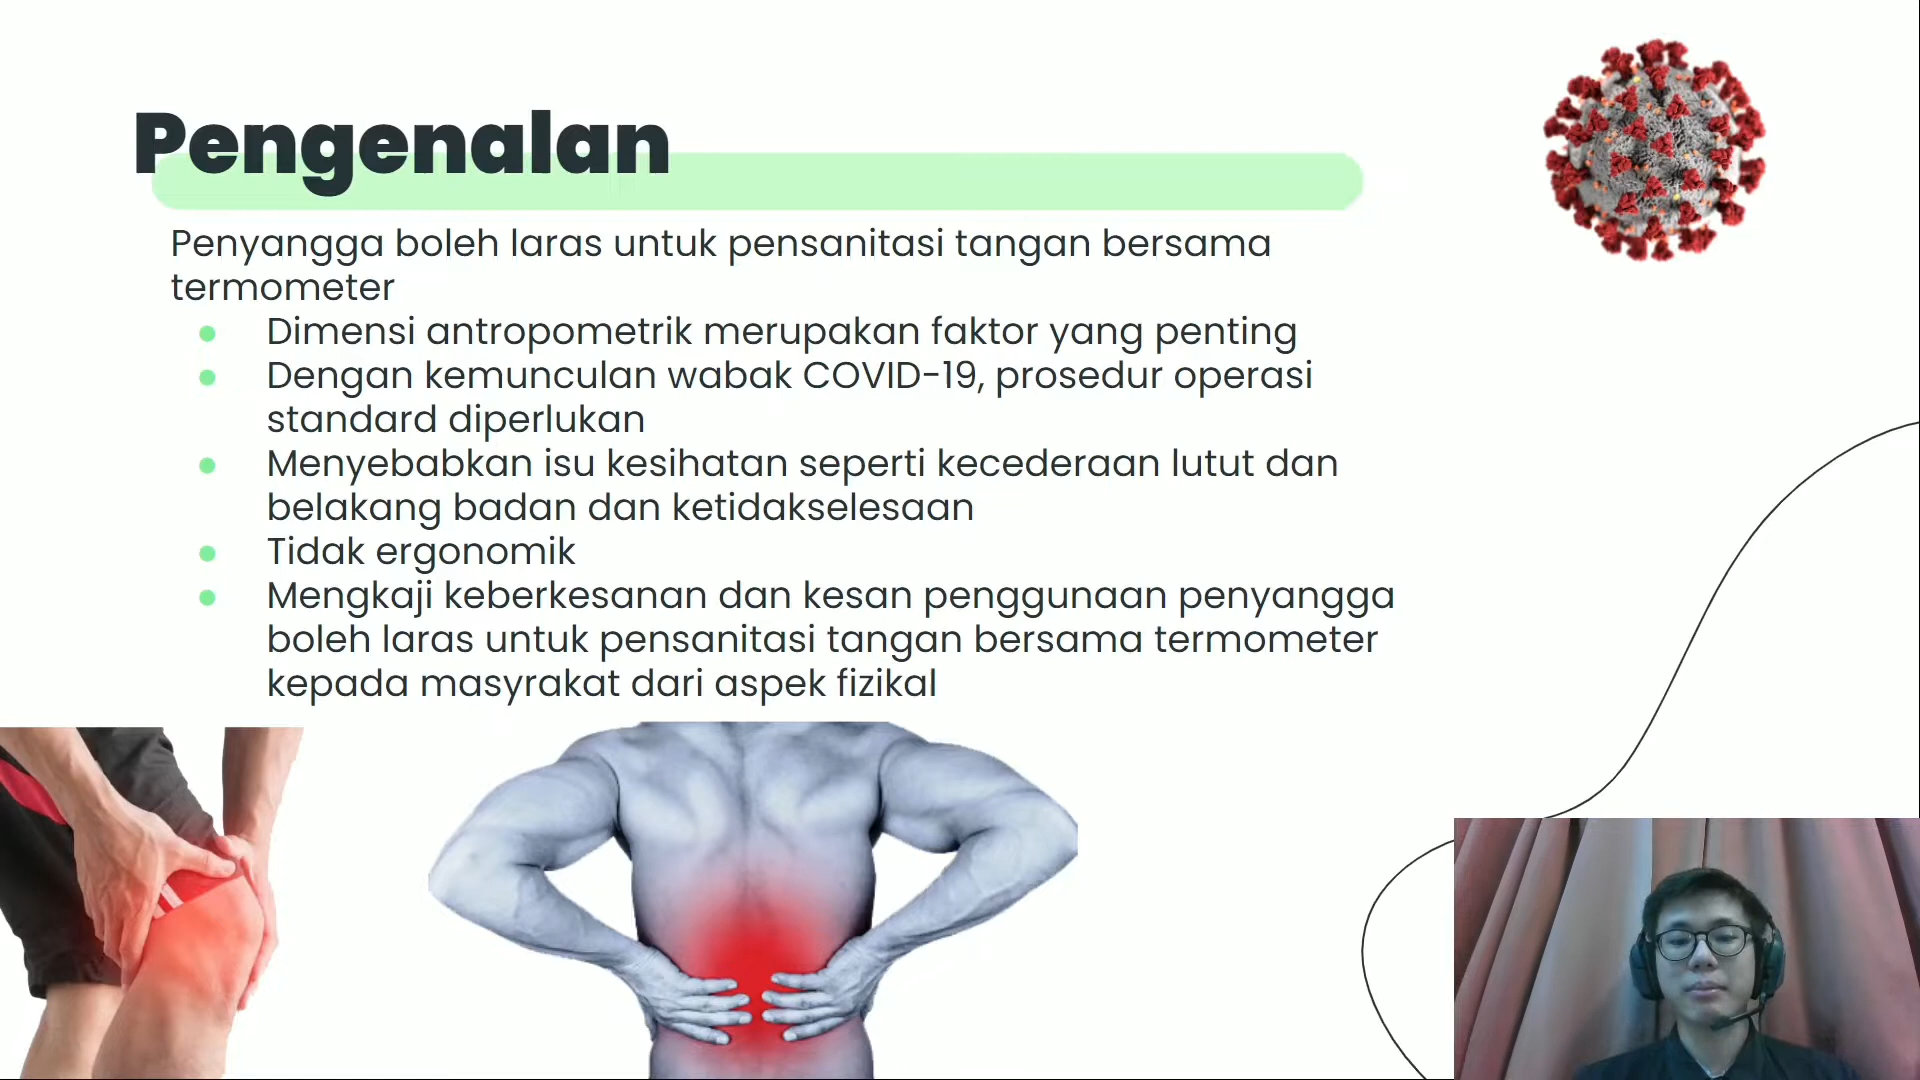 Pengenalan
Penyangga boleh laras untuk pensanitasi tangan bersama
termometer
Dimensi antropometrik merupakan faktor yang penting
Dengan kemunculan wabak COVID-19, prosedur operasi
standard diperlukan
Menyebabkan isu kesihatan seperti kecederaan lutut dan
belakang badan dan ketidakselesaan
Tidak ergonomik
Mengkaji keberkesanan dan kesan penggunaan penyangga
boleh laras untuk pensanitasi tangan bersama termometer
kepada masyrakat dari aspek fizikal